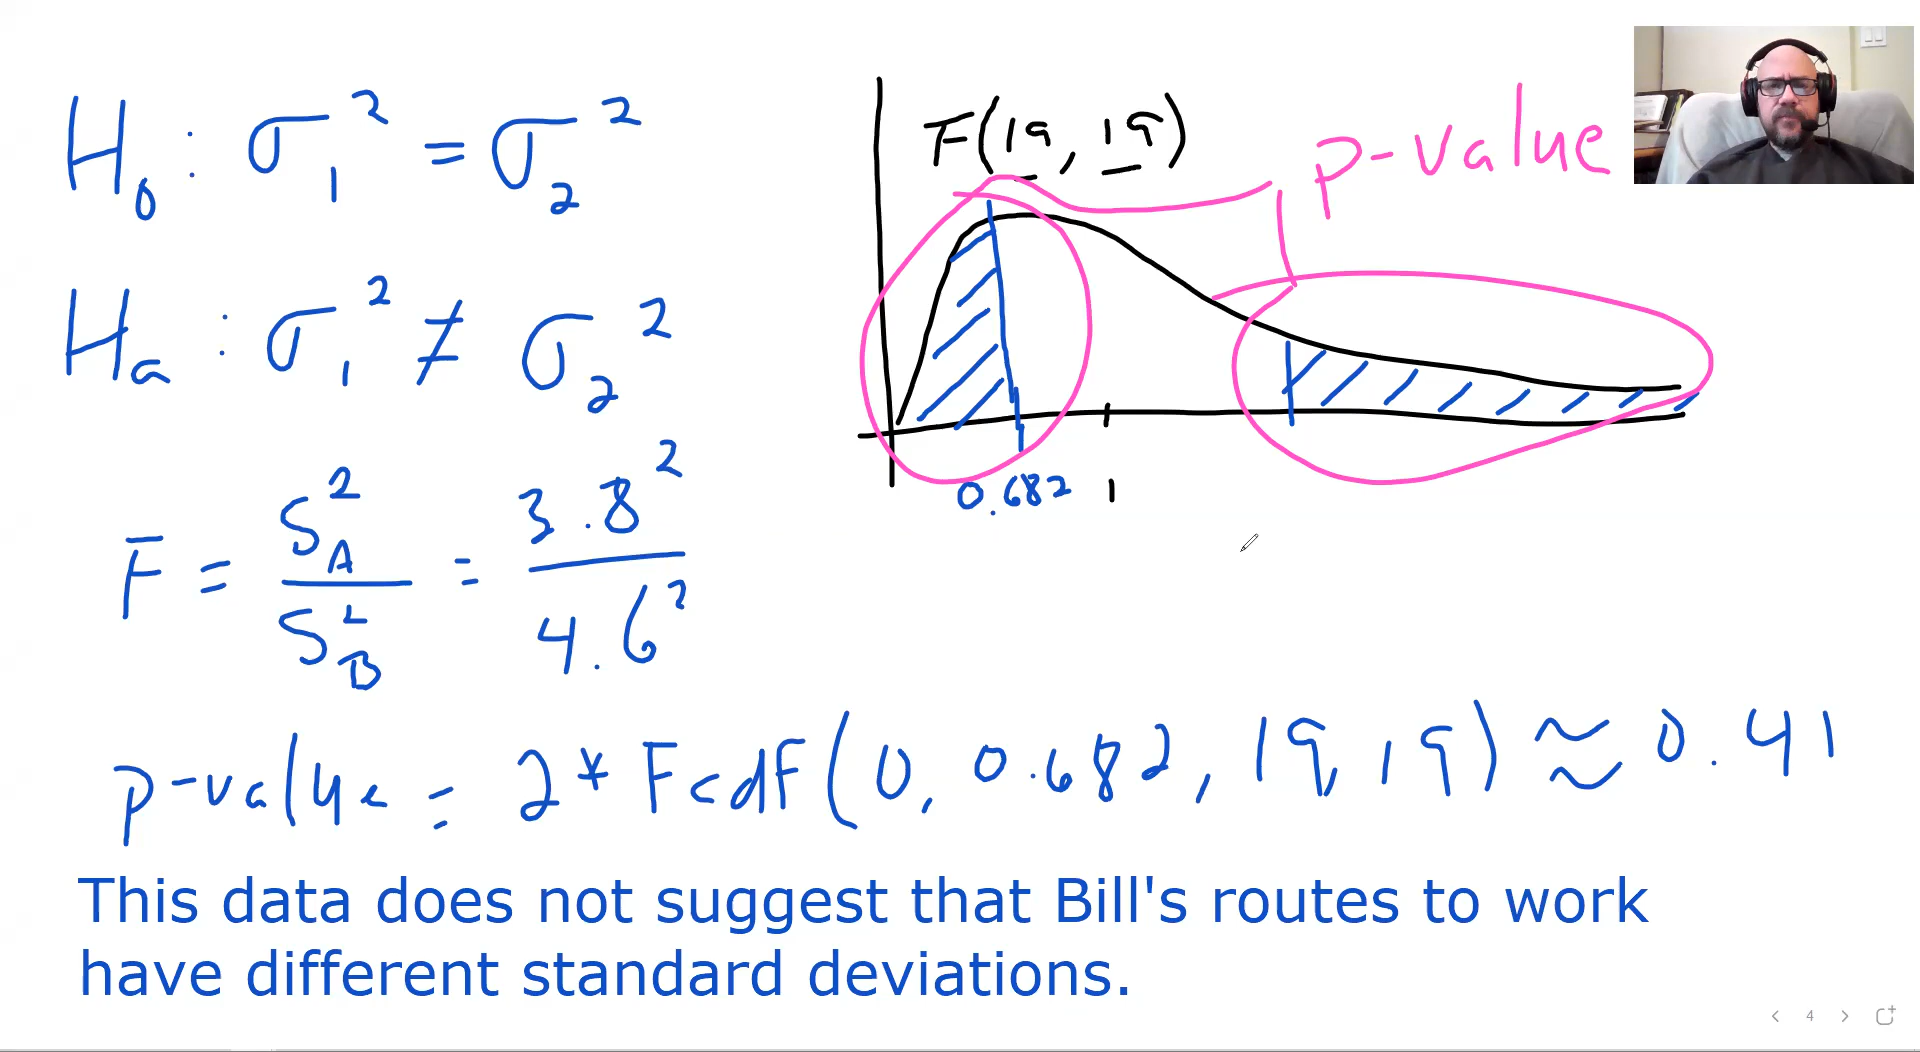 H₀ : σ₁² = σ₂²
Hₐ : σ₁² ≠ σ₂²
F(19, 19)
p-value
0.682
1
F = S²_A / S²_B = 3.8² / 4.6²
p-value = 2 * Fcdf(0, 0.682, 19, 19) ≈ 0.41
This data does not suggest that Bill's routes to work
have different standard deviations.
4